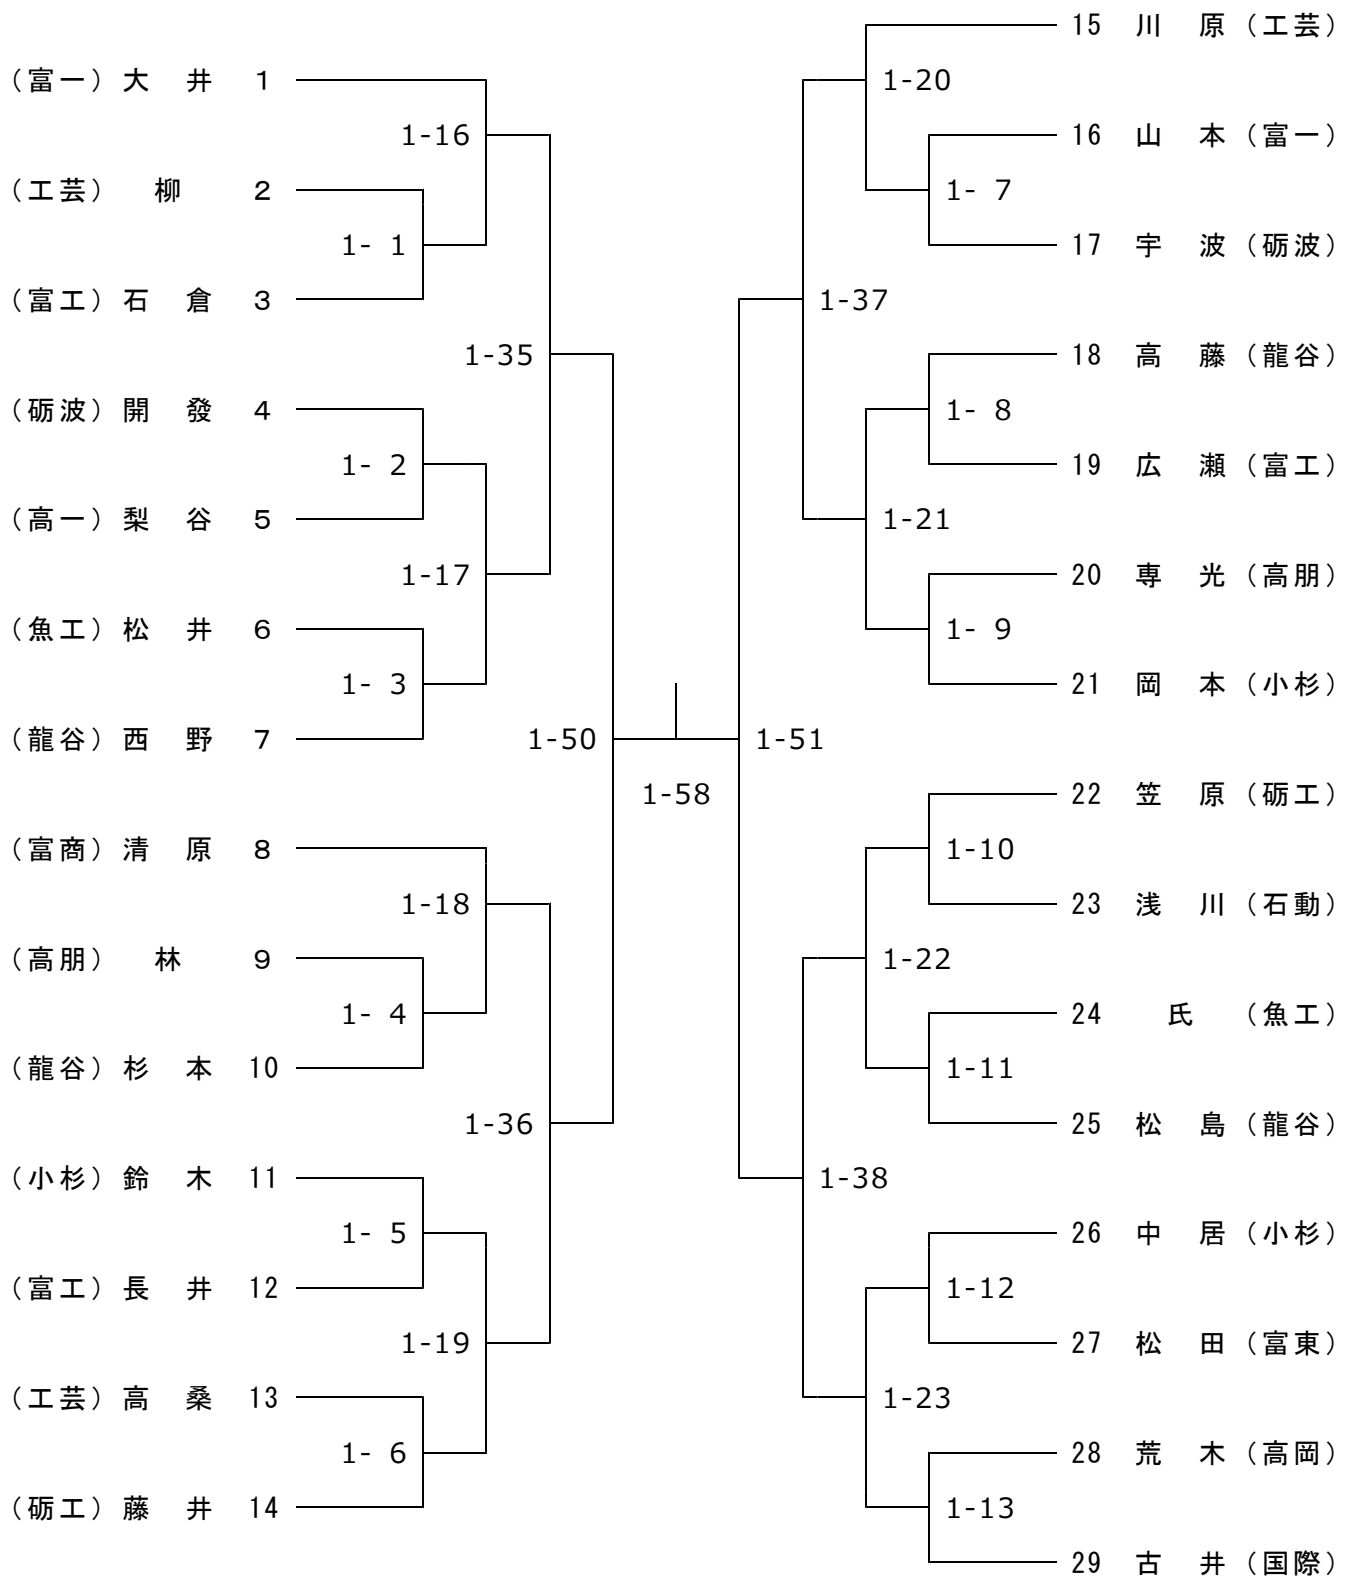 （富一）大　井　1
1-16
（工芸）　柳　　2
1- 1
（富工）石　倉　3
1-35
（砺波）開　發　4
1- 2
（高一）梨　谷　5
1-17
（魚工）松　井　6
1- 3
（龍谷）西　野　7
1-50
（富商）清　原　8
1-18
（高朋）　林　　9
1- 4
（龍谷）杉　本　10
1-36
（小杉）鈴　木　11
1- 5
（富工）長　井　12
1-19
（工芸）高　桑　13
1- 6
（砺工）藤　井　14
1-58
15　川　原（工芸）
1-20
16　山　本（富一）
1- 7
17　宇　波（砺波）
1-37
18　高　藤（龍谷）
1- 8
19　広　瀬（富工）
1-21
20　専　光（高朋）
1- 9
21　岡　本（小杉）
1-51
22　笠　原（砺工）
1-10
23　浅　川（石動）
1-22
24　　氏　（魚工）
1-11
25　松　島（龍谷）
1-38
26　中　居（小杉）
1-12
27　松　田（富東）
1-23
28　荒　木（高岡）
1-13
29　古　井（国際）